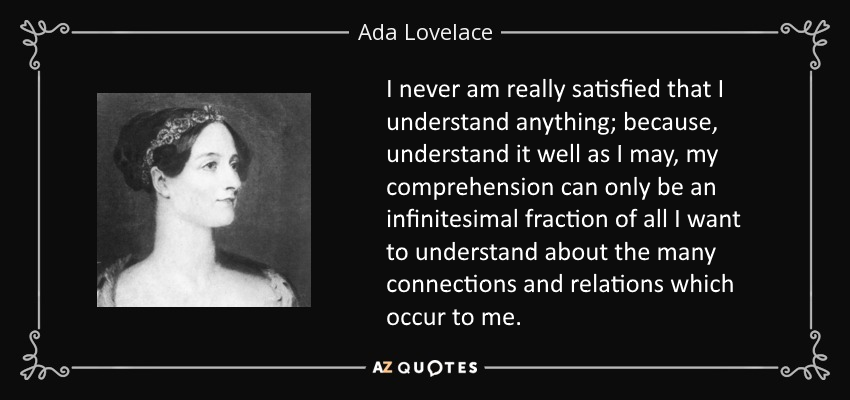 Ada Lovelace
I never am really satisfied that I
understand anything; because,
understand it well as I may, my
comprehension can only be an
infinitesimal fraction of all I want
to understand about the many
connections and relations which
occur to me.
AZ QUOTES